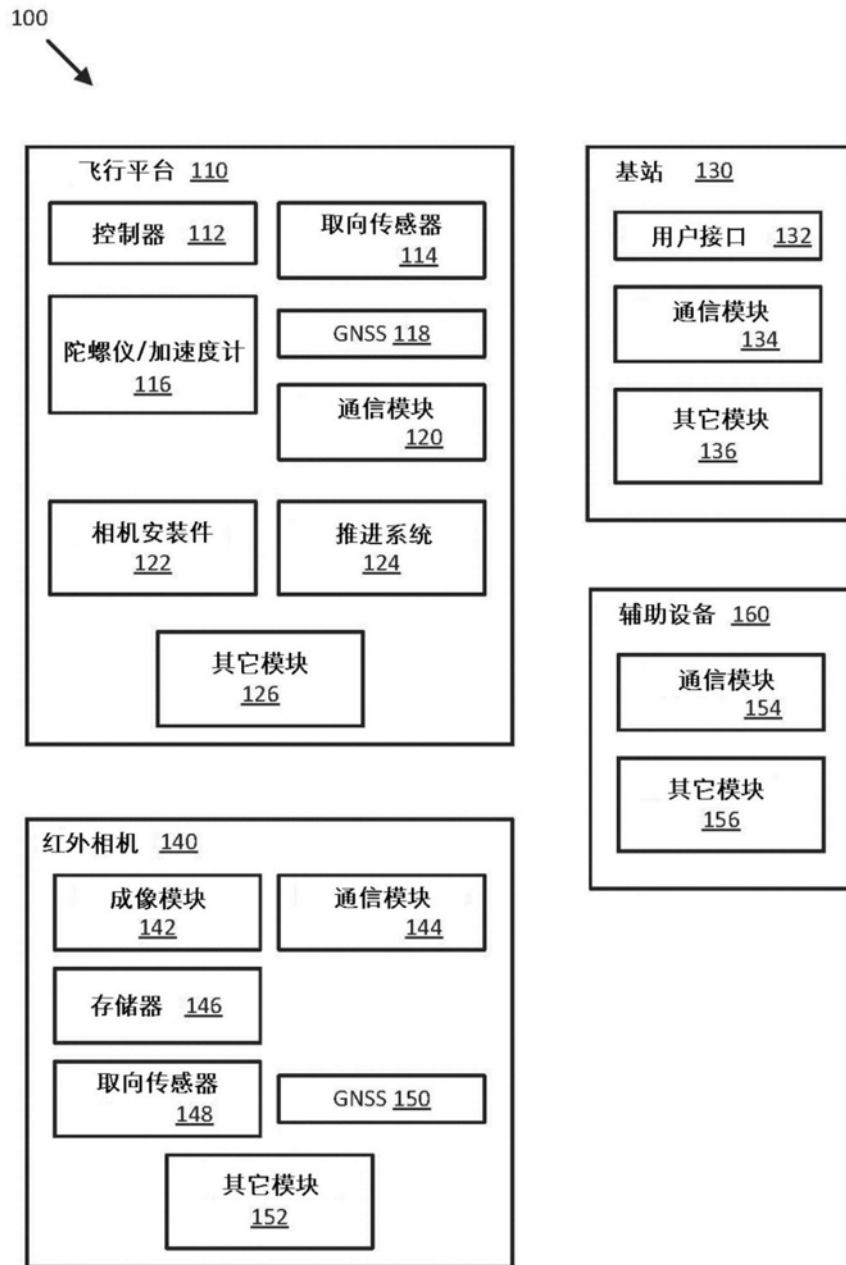 100
飞行平台 110
控制器 112
取向传感器
114
陀螺仪/加速度计
116
GNSS 118
通信模块
120
相机安装件
122
推进系统
124
其它模块
126
基站 130
用户接口 132
通信模块
134
其它模块
136
辅助设备 160
通信模块
154
其它模块
156
红外相机 140
成像模块
142
通信模块
144
存储器 146
取向传感器
148
GNSS 150
其它模块
152